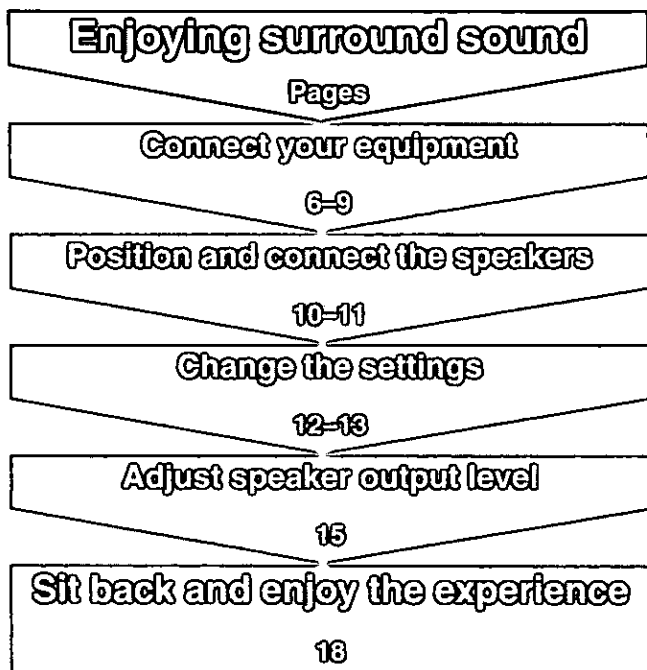 Enjoying surround sound
Pages
Connect your equipment
6–9
Position and connect the speakers
10–11
Change the settings
12–13
Adjust speaker output level
15
Sit back and enjoy the experience
18